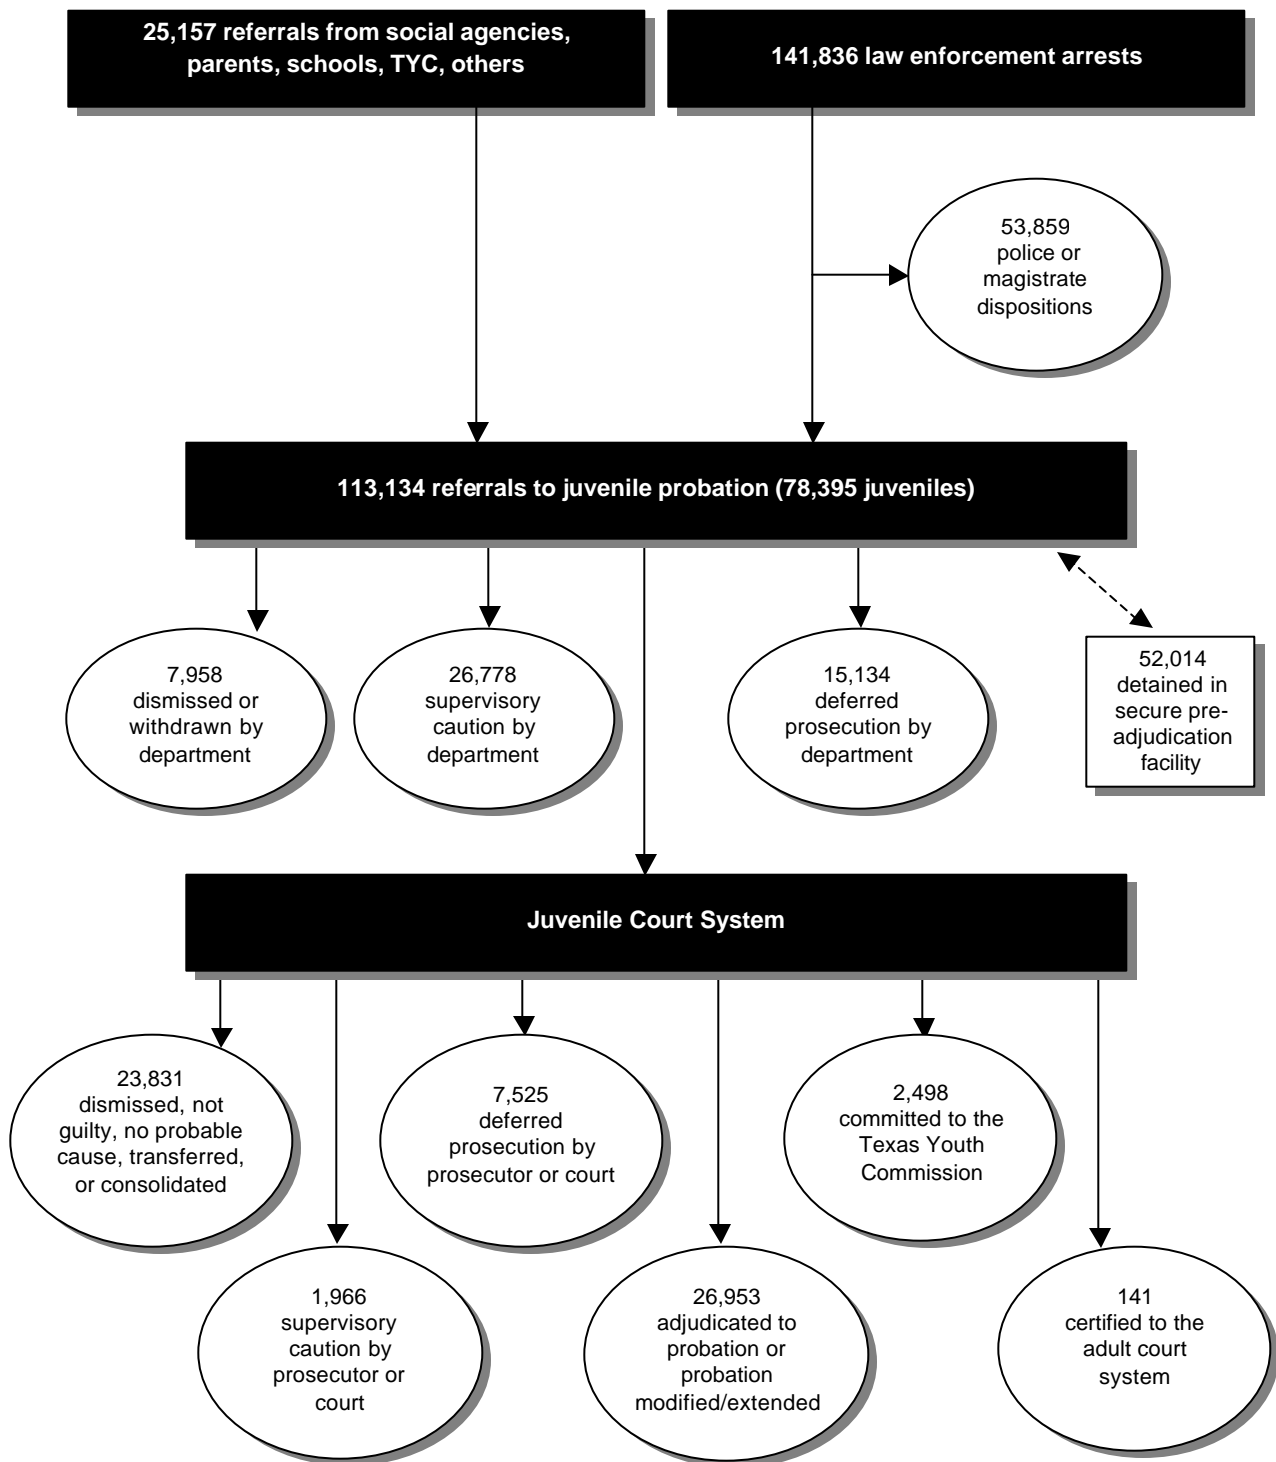 25,157 referrals from social agencies,
parents, schools, TYC, others
141,836 law enforcement arrests
53,859
police or
magistrate
dispositions
113,134 referrals to juvenile probation (78,395 juveniles)
7,958
dismissed or
withdrawn by
department
26,778
supervisory
caution by
department
15,134
deferred
prosecution by
department
52,014
detained in
secure pre-
adjudication
facility
Juvenile Court System
23,831
dismissed, not
guilty, no probable
cause, transferred,
or consolidated
7,525
deferred
prosecution by
prosecutor or court
2,498
committed to the
Texas Youth
Commission
1,966
supervisory
caution by
prosecutor or
court
26,953
adjudicated to
probation or
probation
modified/extended
141
certified to the
adult court
system